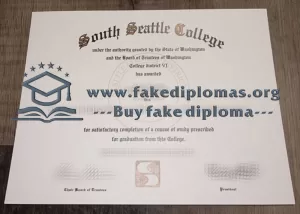 South Seattle College
under the authority granted by the State of Washington
and the Board of Trustees of Washington
College District VI
has awarded
www.fakediplomas.org
---Buy fake diploma---
for satisfactory completion of a course of study prescribed
for graduation from this College.
Chair Board of Trustees
President